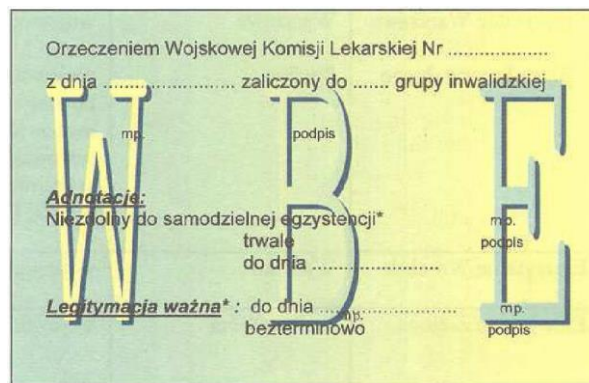 Orzeczeniem Wojskowej Komisji Lekarskiej Nr ..................
z dnia ........................ zaliczony do ....... grupy inwalidzkiej
mp. podpis
W B E
Adnotacje:
Niezdolny do samodzielnej egzystencji*
mp.
trwale podpis
do dnia .......................
Legitymacja ważna* : do dnia ......................... mp.
mp.
bezterminowo podpis